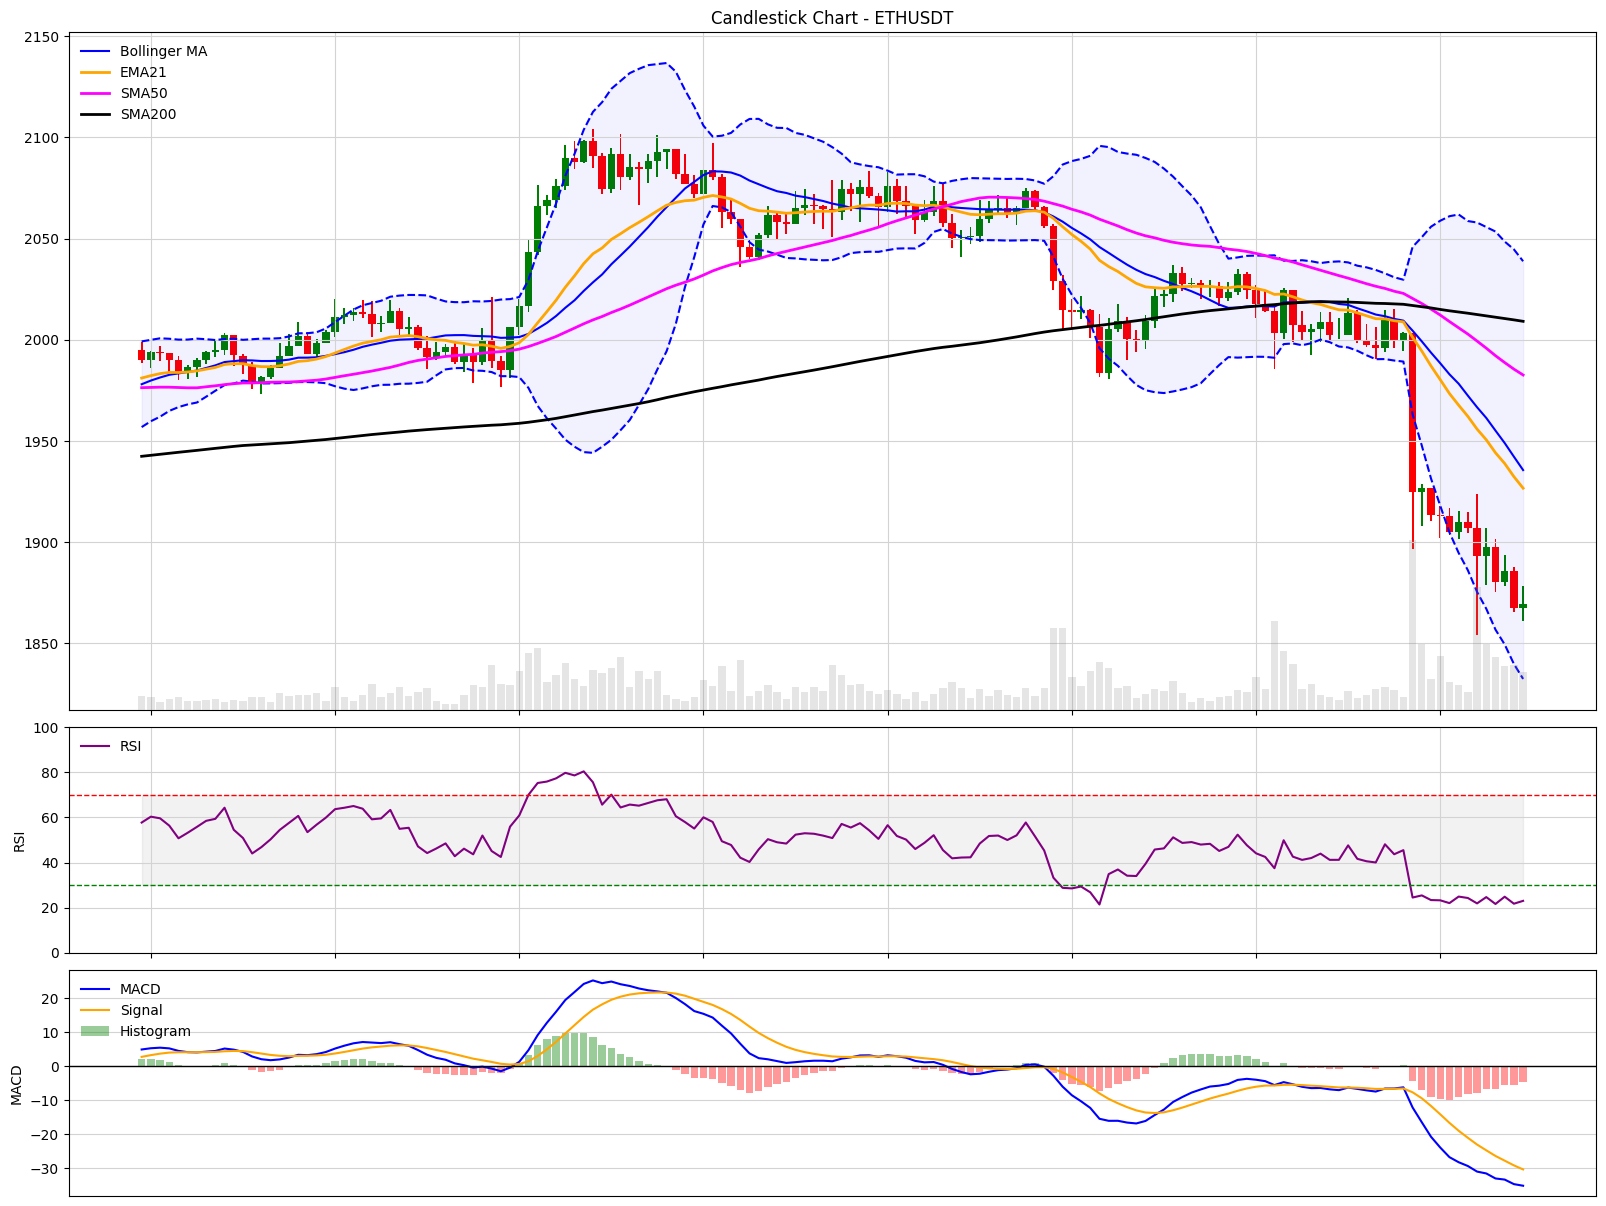 Candlestick Chart - ETHUSDT
2150
2100
2050
2000
1950
1900
1850
Bollinger MA
EMA21
SMA50
SMA200
100
80
60
40
20
0
RSI
RSI
20
10
0
−10
−20
−30
MACD
MACD
Signal
Histogram